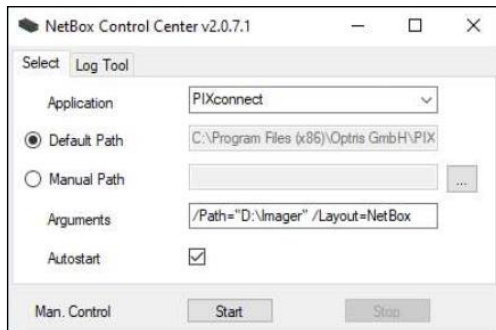 NetBox Control Center v2.0.7.1
Select Log Tool
Application PIXconnect
Default Path C:\Program Files (x86)\Optris GmbH\PIX
Manual Path ...
Arguments /Path="D:\Imager" /Layout=NetBox
Autostart
Man. Control Start Stop